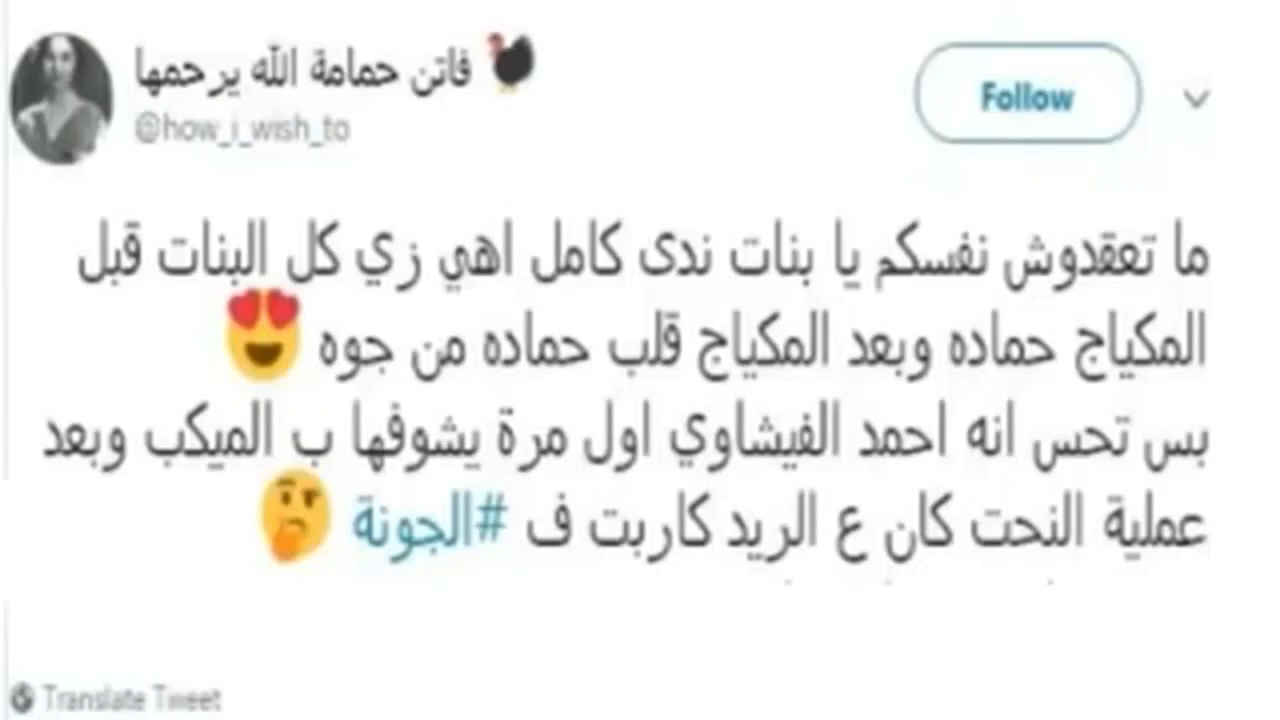 فاتن حمامة الله يرحمها 🦃
@how_i_wish_to
Follow
ما تعقدوش نفسكم يا بنات ندى كامل اهي زي كل البنات قبل
المكياج حماده وبعد المكياج قلب حماده من جوه 😍
بس تحس انه احمد الفيشاوي اول مرة يشوفها ب الميكب وبعد
عملية النحت كان ع الريد كاربت ف #الجونة 🤔
Translate Tweet